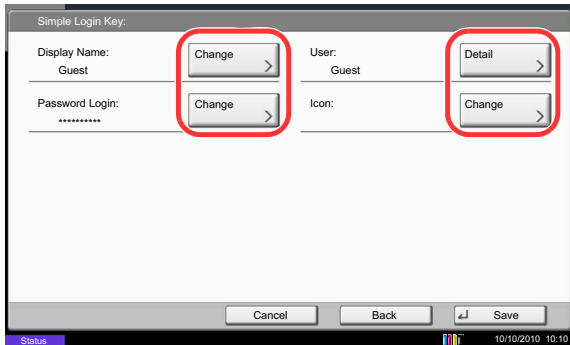 Simple Login Key:
Display Name:
Change
User:
Detail
Guest
Guest
Password Login:
Change
Icon:
Change
**********
Cancel
Back
Save
Status
10/10/2010 10:10